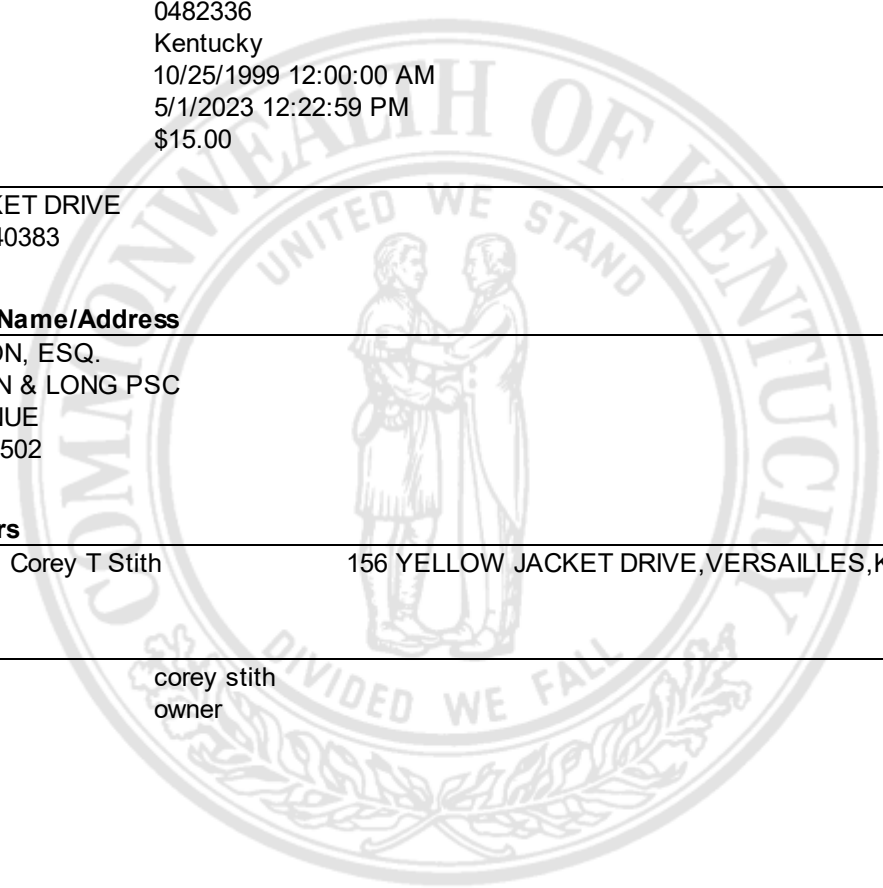 0482336
Kentucky
10/25/1999 12:00:00 AM
5/1/2023 12:22:59 PM
$15.00
KET DRIVE
40383
Name/Address
ON, ESQ.
N & LONG PSC
NUE
502
rs
Corey T Stith 156 YELLOW JACKET DRIVE,VERSAILLES,K
corey stith
owner
COMMONWEALTH OF KENTUCKY
UNITED WE STAND
DIVIDED WE FALL